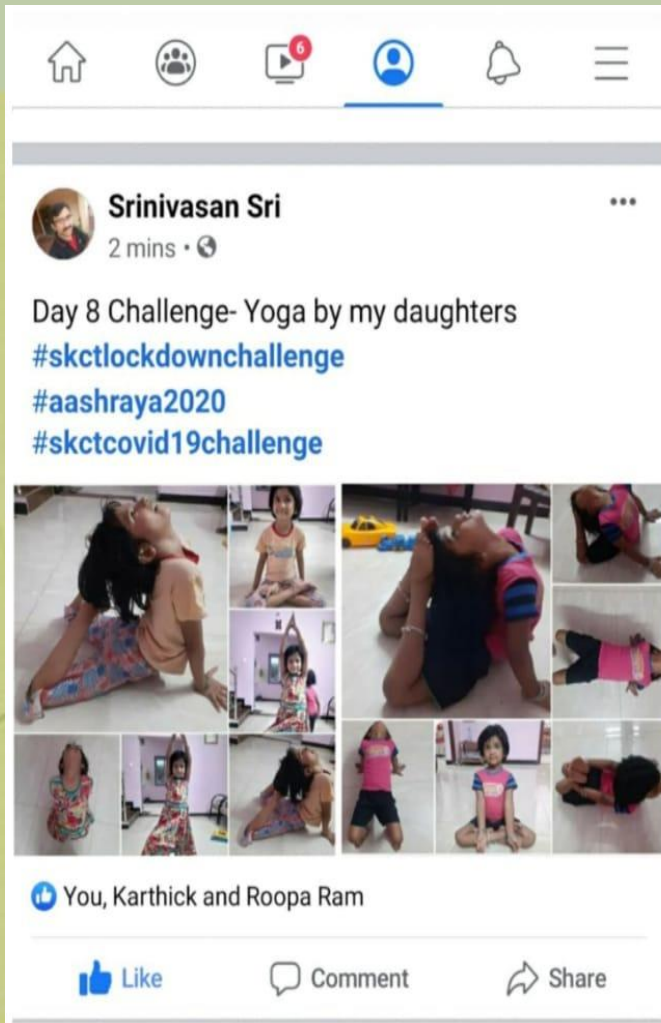 6
Srinivasan Sri
2 mins •
Day 8 Challenge- Yoga by my daughters
#skctlockdownchallenge
#aashraya2020
#skctcovid19challenge
You, Karthick and Roopa Ram
Like Comment Share